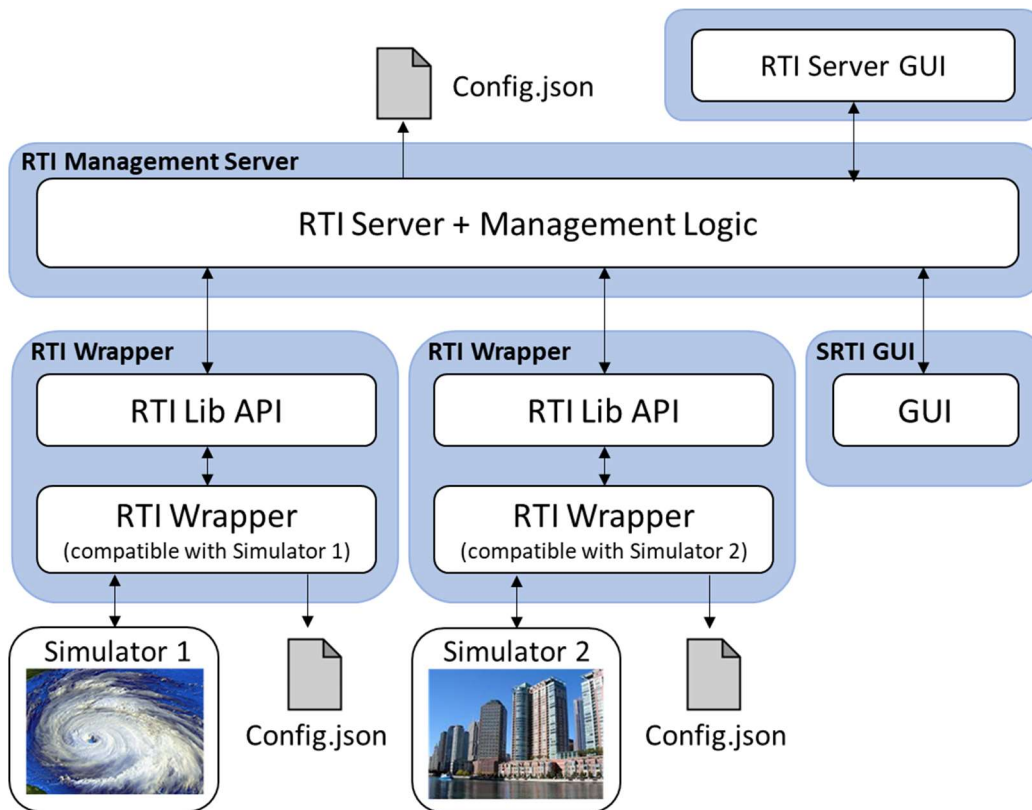 Config.json
RTI Server GUI
RTI Management Server
RTI Server + Management Logic
RTI Wrapper
RTI Lib API
RTI Wrapper
(compatible with Simulator 1)
RTI Wrapper
RTI Lib API
RTI Wrapper
(compatible with Simulator 2)
SRTI GUI
GUI
Simulator 1
Config.json
Simulator 2
Config.json